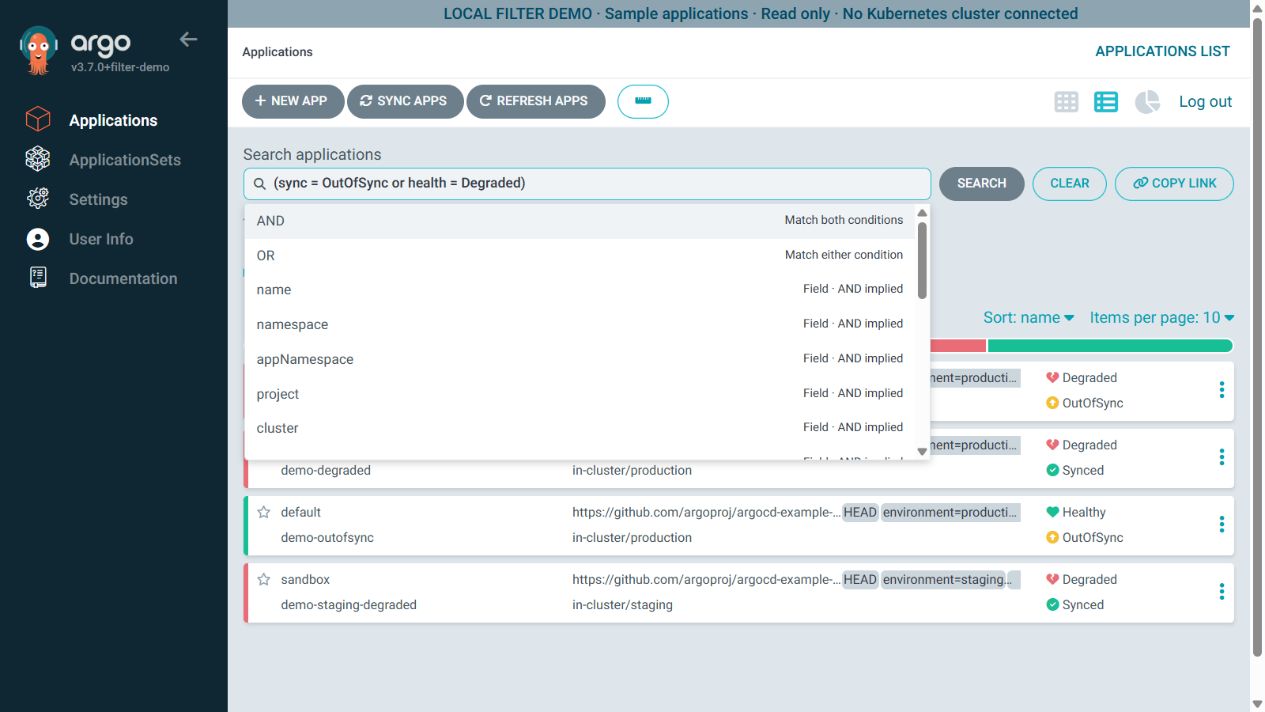 LOCAL FILTER DEMO · Sample applications · Read only · No Kubernetes cluster connected
argo
v3.7.0+filter-demo
Applications
ApplicationSets
Settings
User Info
Documentation
Applications
APPLICATIONS LIST
NEW APP
SYNC APPS
REFRESH APPS
Log out
Search applications
(sync = OutOfSync or health = Degraded)
SEARCH
CLEAR
COPY LINK
AND Match both conditions
OR Match either condition
name Field · AND implied
namespace Field · AND implied
appNamespace Field · AND implied
project Field · AND implied
cluster Field · AND implied
Sort: name
Items per page: 10
ment=producti... Degraded
OutOfSync
ment=producti... Degraded
demo-degraded in-cluster/production Synced
default https://github.com/argoproj/argocd-example-... HEAD environment=producti... Healthy
demo-outofsync in-cluster/production OutOfSync
sandbox https://github.com/argoproj/argocd-example-... HEAD environment=staging... Degraded
demo-staging-degraded in-cluster/staging Synced